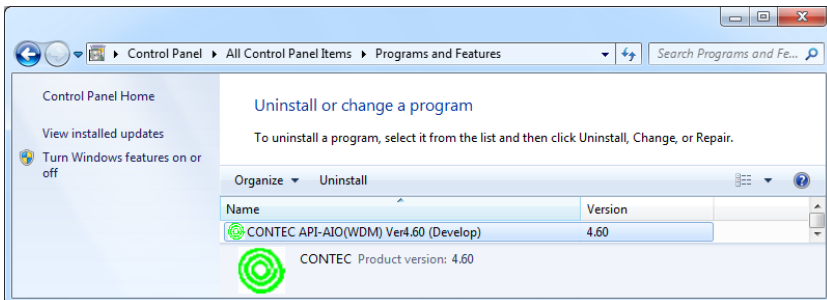 Control Panel All Control Panel Items Programs and Features Search Programs and Fe...
Control Panel Home
View installed updates
Turn Windows features on or
off
Uninstall or change a program
To uninstall a program, select it from the list and then click Uninstall, Change, or Repair.
Organize Uninstall
Name Version
CONTEC API-AIO(WDM) Ver4.60 (Develop) 4.60
CONTEC Product version: 4.60